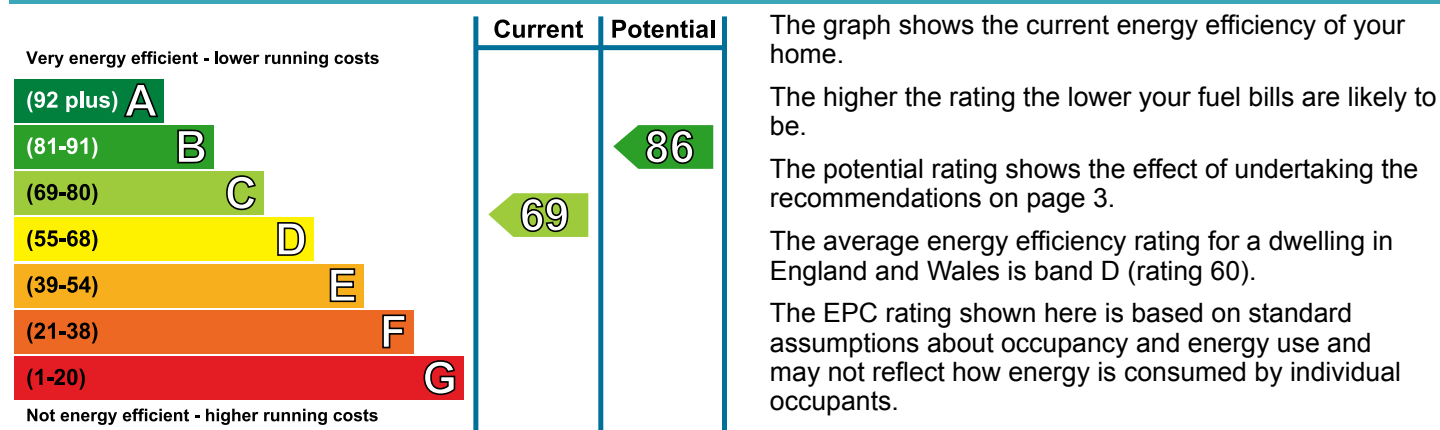 Current Potential
Very energy efficient - lower running costs
(92 plus) A
(81-91) B
86
(69-80) C
69
(55-68) D
(39-54) E
(21-38) F
(1-20) G
Not energy efficient - higher running costs
The graph shows the current energy efficiency of your
home.
The higher the rating the lower your fuel bills are likely to
be.
The potential rating shows the effect of undertaking the
recommendations on page 3.
The average energy efficiency rating for a dwelling in
England and Wales is band D (rating 60).
The EPC rating shown here is based on standard
assumptions about occupancy and energy use and
may not reflect how energy is consumed by individual
occupants.